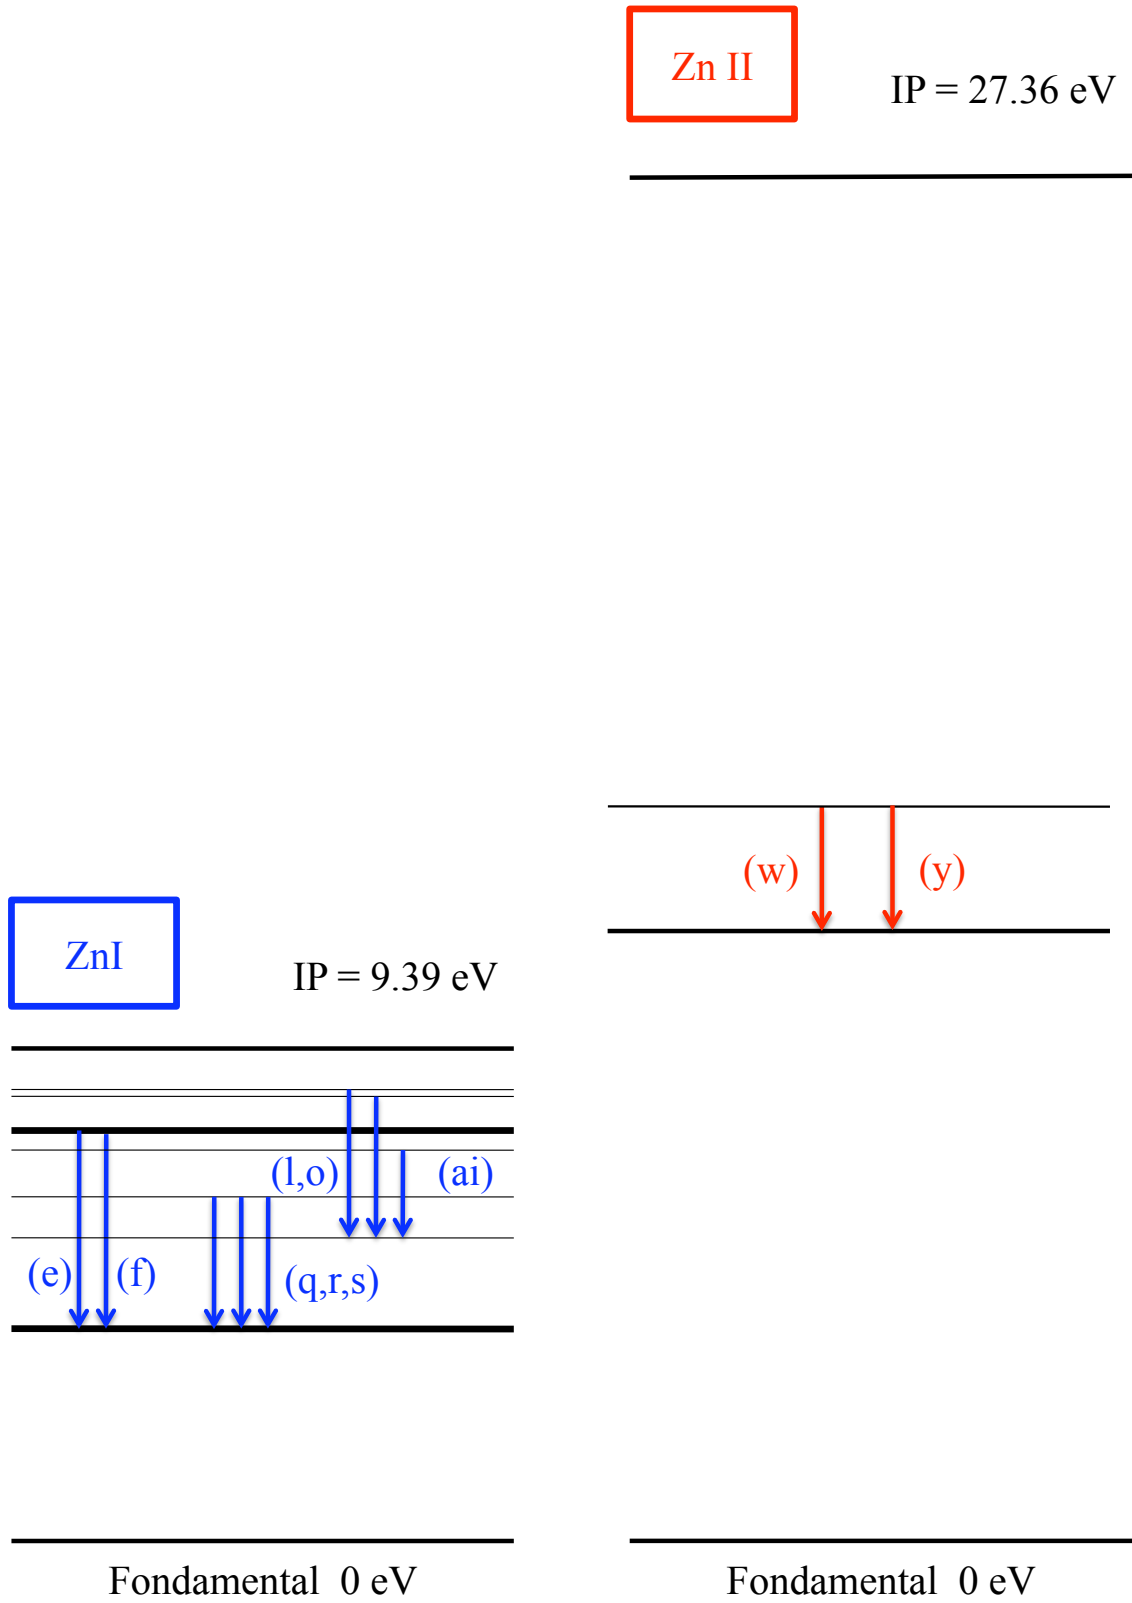 Zn II
IP = 27.36 eV
(w)
(y)
ZnI
IP = 9.39 eV
(l,o)
(ai)
(e)
(f)
(q,r,s)
Fondamental 0 eV
Fondamental 0 eV